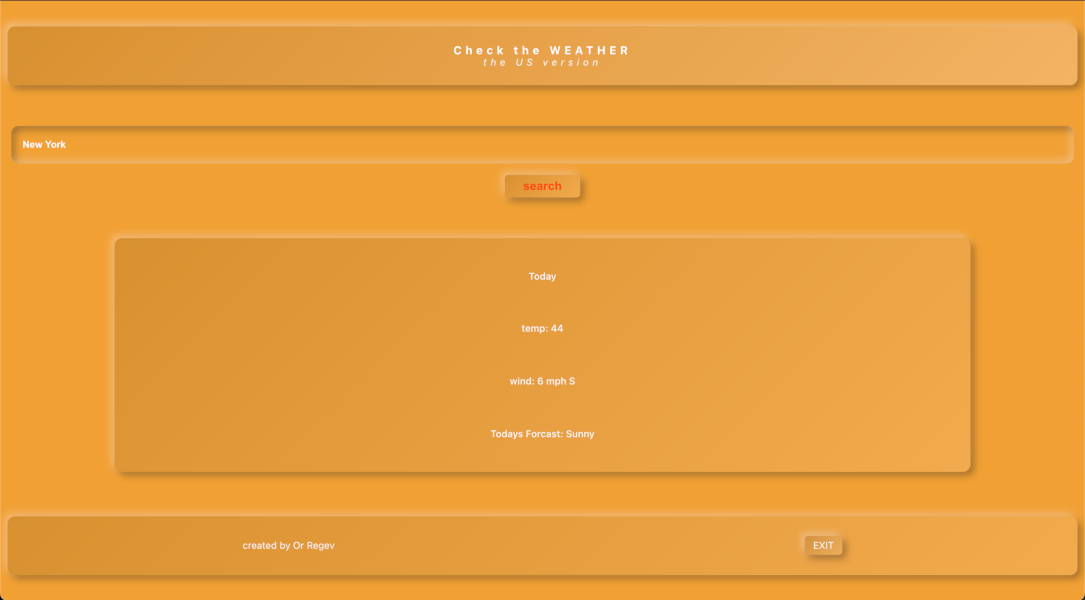 Check the WEATHER
the US version
New York
search
Today
temp: 44
wind: 6 mph S
Todays Forcast: Sunny
created by Or Regev
EXIT